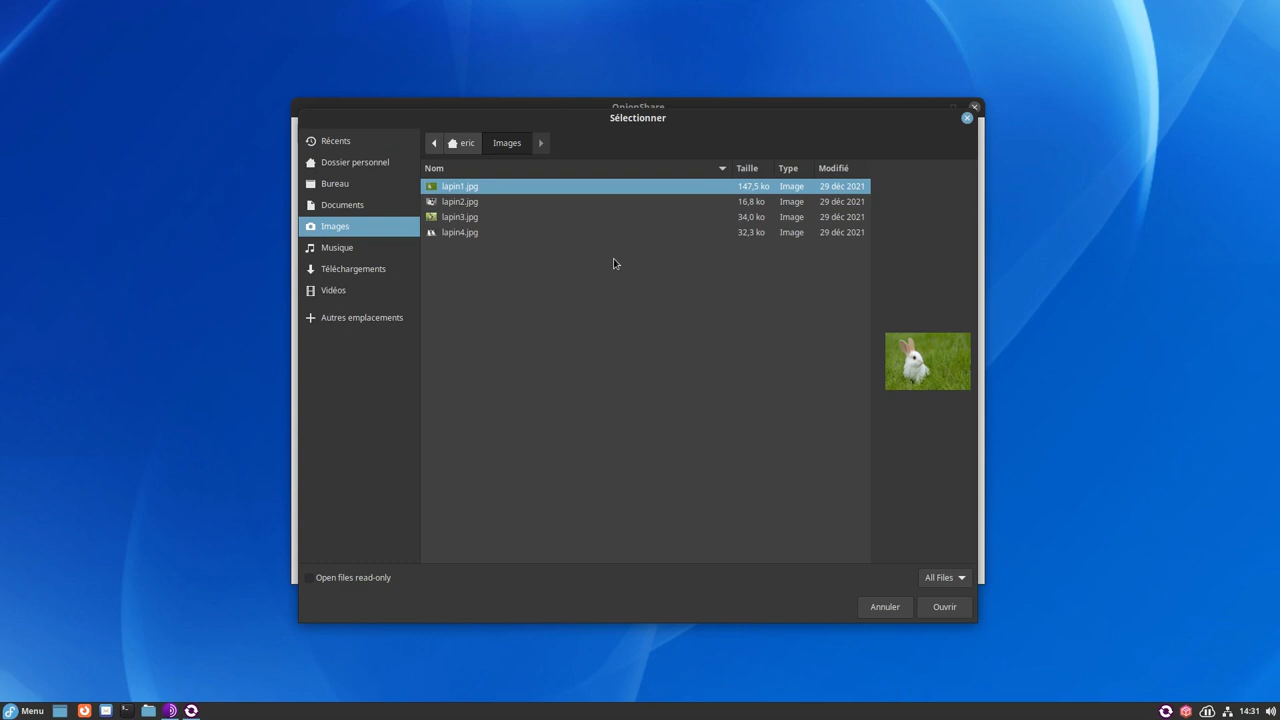 OnionShare
Sélectionner
Récents
Dossier personnel
Bureau
Documents
Images
Musique
Téléchargements
Vidéos
Autres emplacements
eric Images
Nom Taille Type Modifié
lapin1.jpg 147,5 ko Image 29 déc 2021
lapin2.jpg 16,8 ko Image 29 déc 2021
lapin3.jpg 34,0 ko Image 29 déc 2021
lapin4.jpg 32,3 ko Image 29 déc 2021
Open files read-only
All Files
Annuler Ouvrir
Menu 14:31